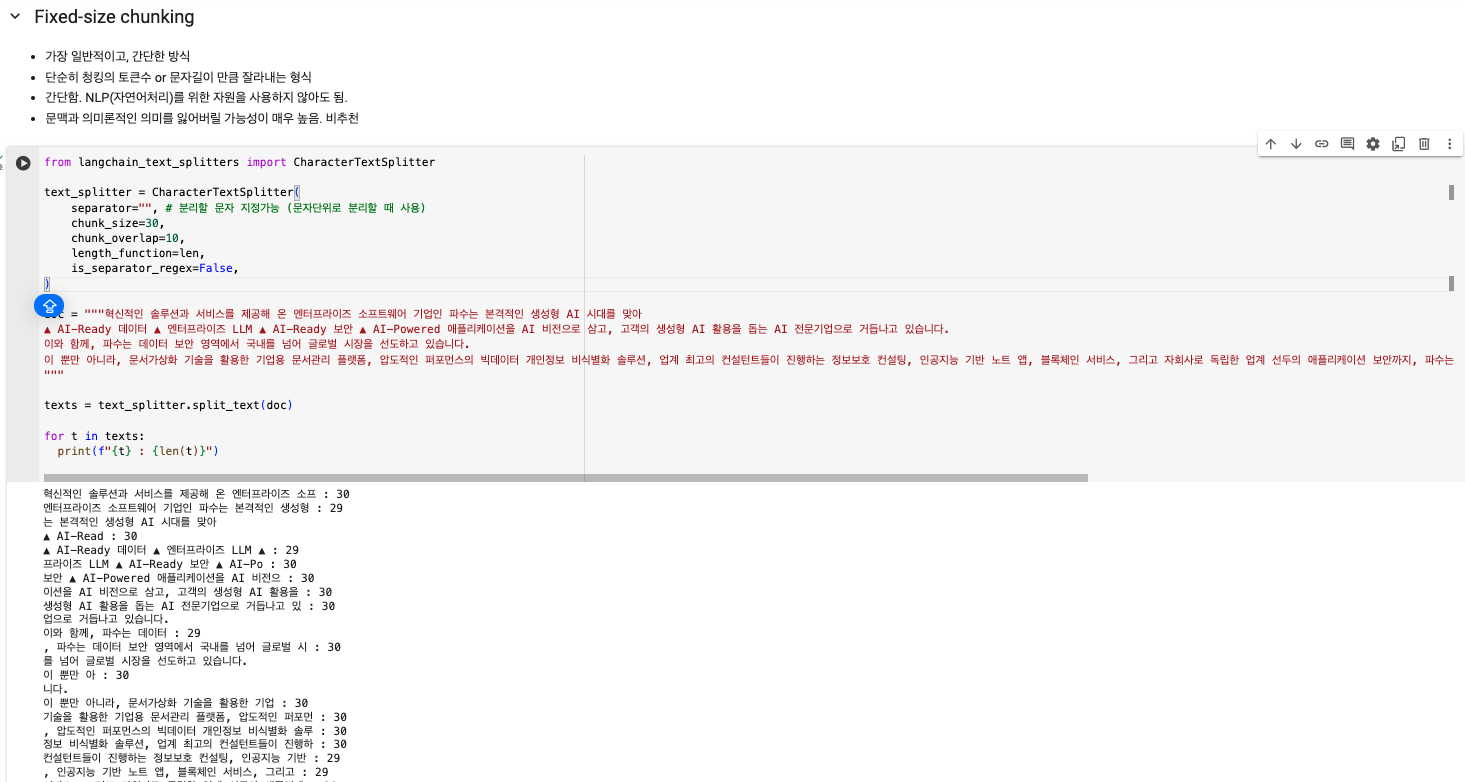 Fixed-size chunking
가장 일반적이고, 간단한 방식
단순히 청킹의 토큰수 or 문자길이 만큼 잘라내는 형식
간단함. NLP(자연어처리)를 위한 자원을 사용하지 않아도 됨.
문맥과 의미론적인 의미를 잃어버릴 가능성이 매우 높음. 비추천
from langchain_text_splitters import CharacterTextSplitter
text_splitter = CharacterTextSplitter(
separator="", # 분리할 문자 지정가능 (문자단위로 분리할 때 사용)
chunk_size=30,
chunk_overlap=10,
length_function=len,
is_separator_regex=False,
)
= """혁신적인 솔루션과 서비스를 제공해 온 엔터프라이즈 소프트웨어 기업인 파수는 본격적인 생성형 AI 시대를 맞아
▲ AI-Ready 데이터 ▲ 엔터프라이즈 LLM ▲ AI-Ready 보안 ▲ AI-Powered 애플리케이션을 AI 비전으로 삼고, 고객의 생성형 AI 활용을 돕는 AI 전문기업으로 거듭나고 있습니다.
이와 함께, 파수는 데이터 보안 영역에서 국내를 넘어 글로벌 시장을 선도하고 있습니다.
이 뿐만 아니라, 문서가상화 기술을 활용한 기업용 문서관리 플랫폼, 압도적인 퍼포먼스의 빅데이터 개인정보 비식별화 솔루션, 업계 최고의 컨설턴트들이 진행하는 정보보호 컨설팅, 인공지능 기반 노트 앱, 블록체인 서비스, 그리고 자회사로 독립한 업계 선두의 애플리케이션 보안까지, 파수는
"""
texts = text_splitter.split_text(doc)
for t in texts:
print(f"{t} : {len(t)}")
혁신적인 솔루션과 서비스를 제공해 온 엔터프라이즈 소프 : 30
엔터프라이즈 소프트웨어 기업인 파수는 본격적인 생성형 : 29
는 본격적인 생성형 AI 시대를 맞아
▲ AI-Read : 30
▲ AI-Ready 데이터 ▲ 엔터프라이즈 LLM ▲ : 29
프라이즈 LLM ▲ AI-Ready 보안 ▲ AI-Po : 30
보안 ▲ AI-Powered 애플리케이션을 AI 비전으 : 30
이션을 AI 비전으로 삼고, 고객의 생성형 AI 활용을 : 30
생성형 AI 활용을 돕는 AI 전문기업으로 거듭나고 있 : 30
업으로 거듭나고 있습니다.
이와 함께, 파수는 데이터 : 29
, 파수는 데이터 보안 영역에서 국내를 넘어 글로벌 시 : 30
를 넘어 글로벌 시장을 선도하고 있습니다.
이 뿐만 아 : 30
니다.
이 뿐만 아니라, 문서가상화 기술을 활용한 기업 : 30
기술을 활용한 기업용 문서관리 플랫폼, 압도적인 퍼포먼 : 30
, 압도적인 퍼포먼스의 빅데이터 개인정보 비식별화 솔루 : 30
정보 비식별화 솔루션, 업계 최고의 컨설턴트들이 진행하 : 30
컨설턴트들이 진행하는 정보보호 컨설팅, 인공지능 기반 : 29
, 인공지능 기반 노트 앱, 블록체인 서비스, 그리고 : 29